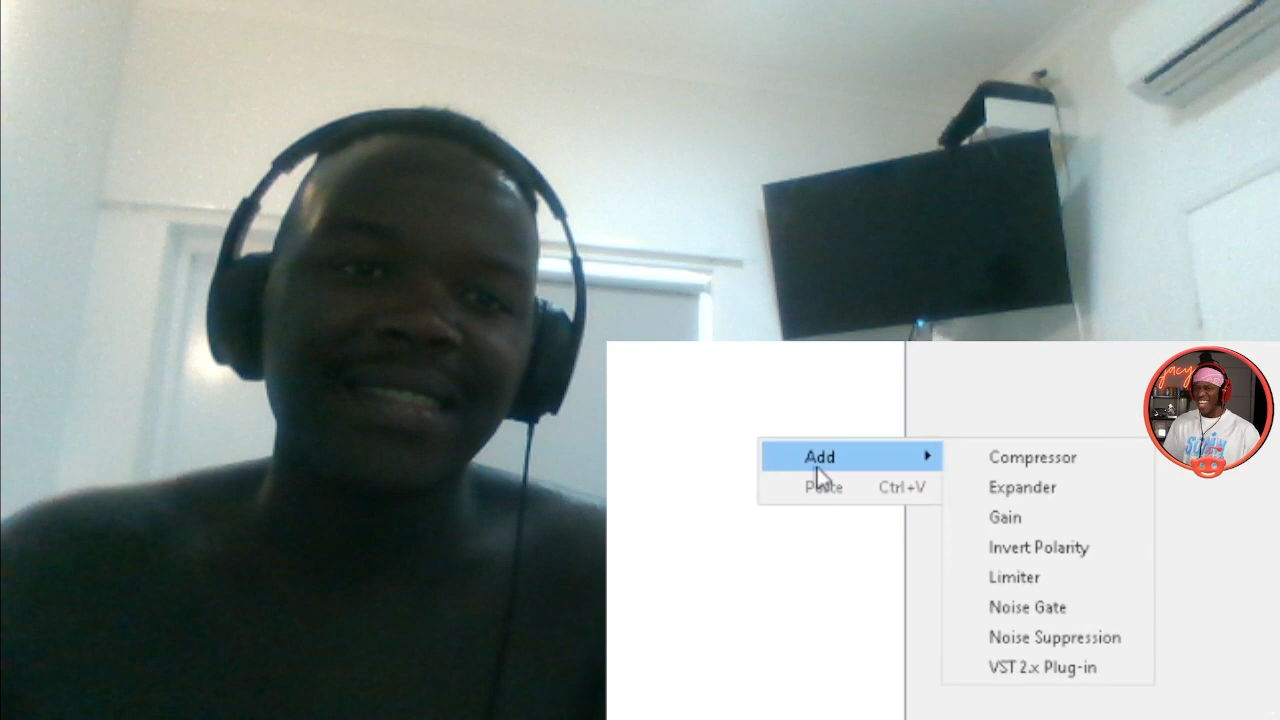 Add
Paste Ctrl+V
Compressor
Expander
Gain
Invert Polarity
Limiter
Noise Gate
Noise Suppression
VST 2.x Plug-in